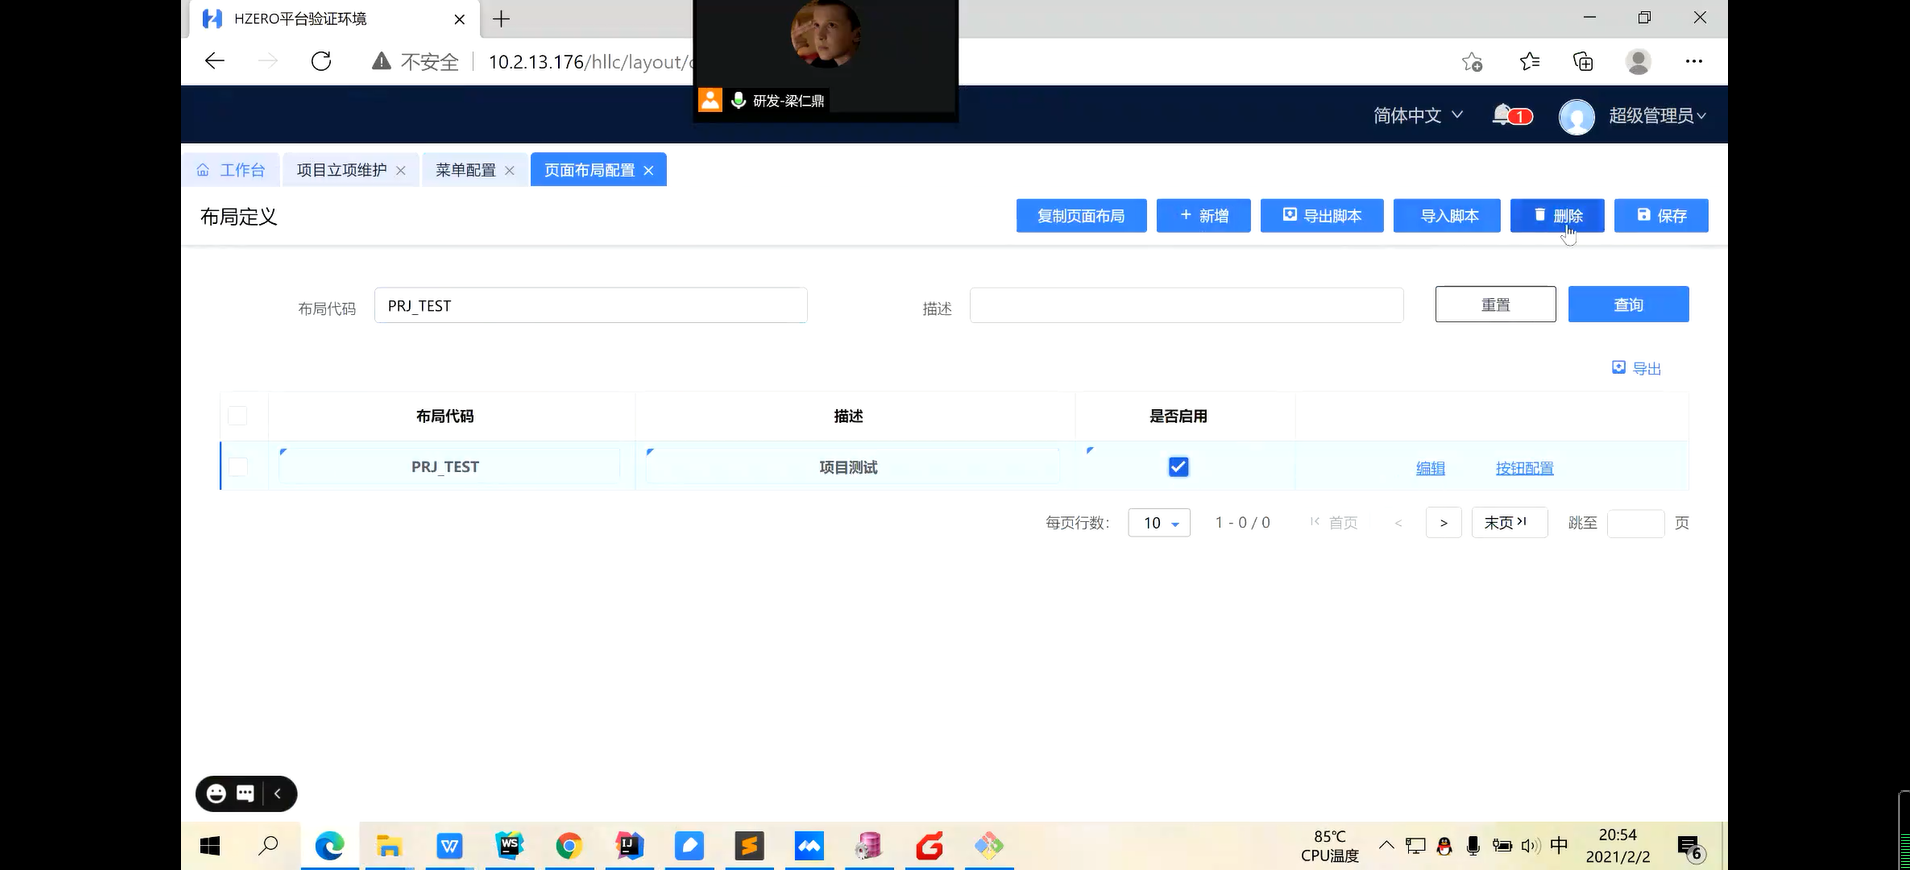 HZERO平台验证环境
不安全
10.2.13.176/hllc/layout/
研发-梁仁鼎
简体中文
1
超级管理员
工作台
项目立项维护
菜单配置
页面布局配置
布局定义
复制页面布局
新增
导出脚本
导入脚本
删除
保存
布局代码
PRJ_TEST
描述
重置
查询
导出
布局代码
描述
是否启用
PRJ_TEST
项目测试
编辑
按钮配置
每页行数:
10
1 - 0 / 0
首页
<
>
末页
跳至
页
WS
IJ
85℃
CPU温度
中
20:54
2021/2/2
6